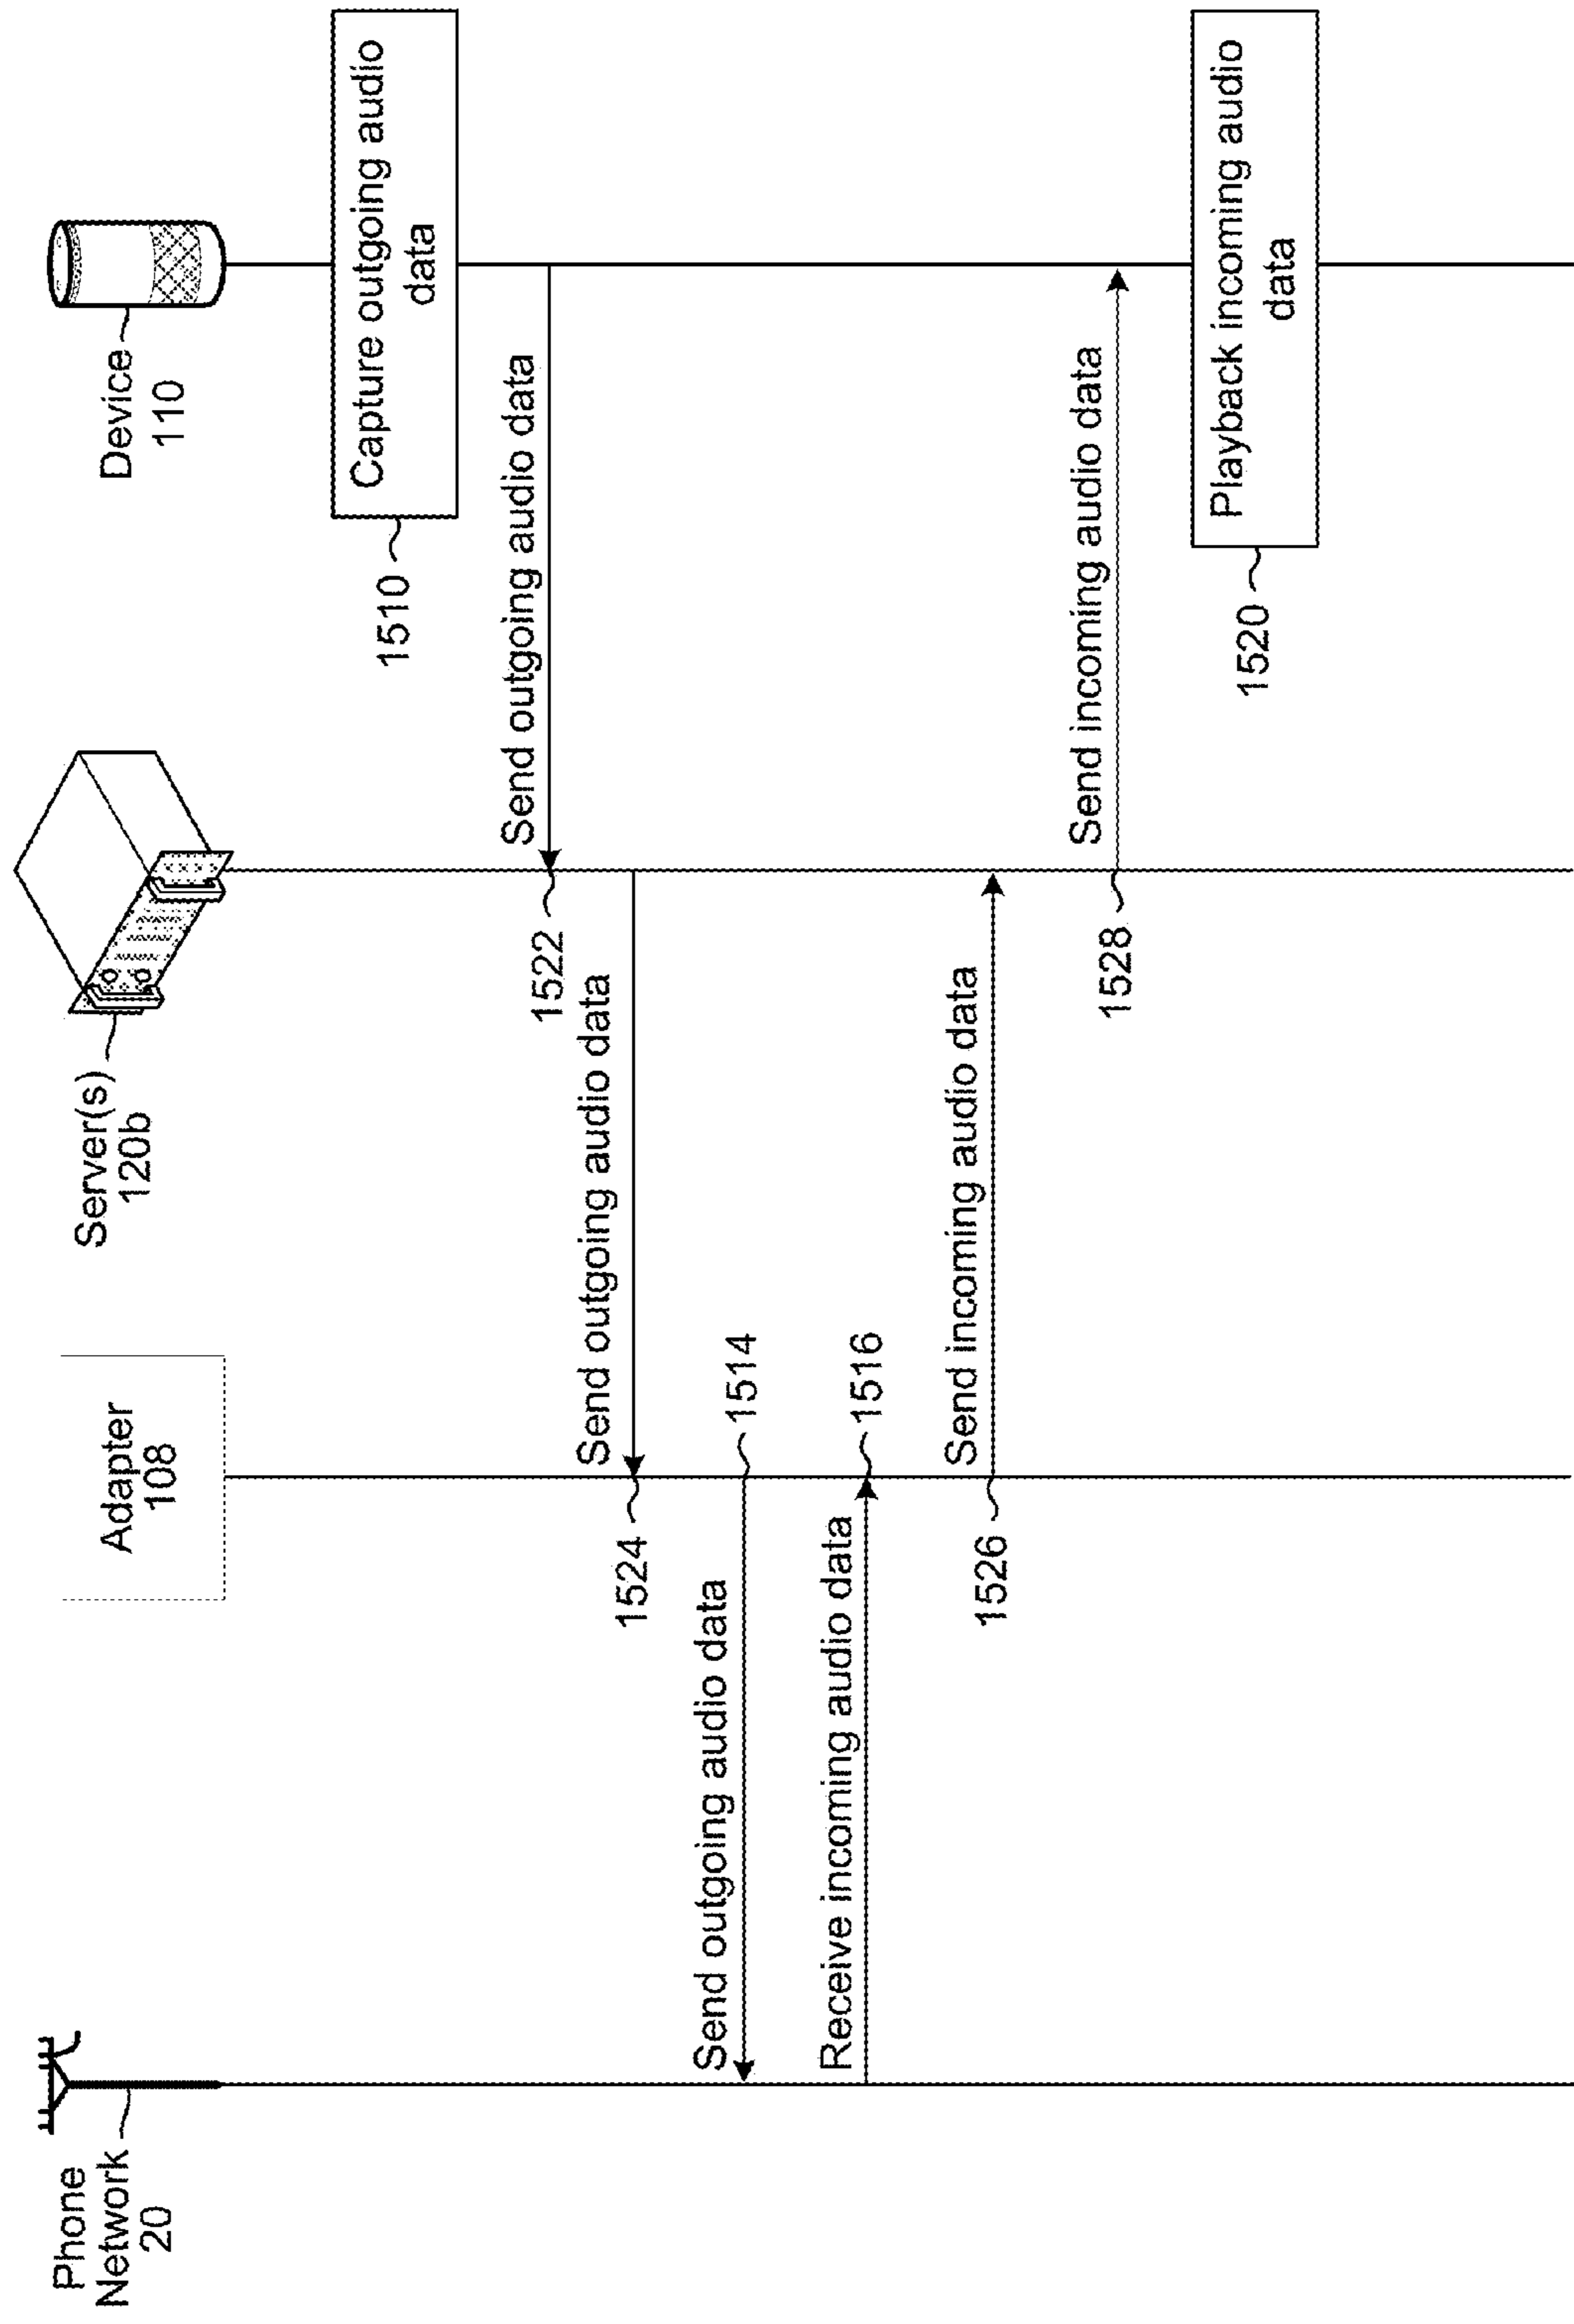 Phone
Network
20
Adapter
108
Server(s)
120b
Device
110
Capture outgoing audio
data
1510
Send outgoing audio data
1522
Send outgoing audio data
1524
Send outgoing audio data
1514
Receive incoming audio data
1516
Send incoming audio data
1526
Send incoming audio data
1528
Playback incoming audio
data
1520